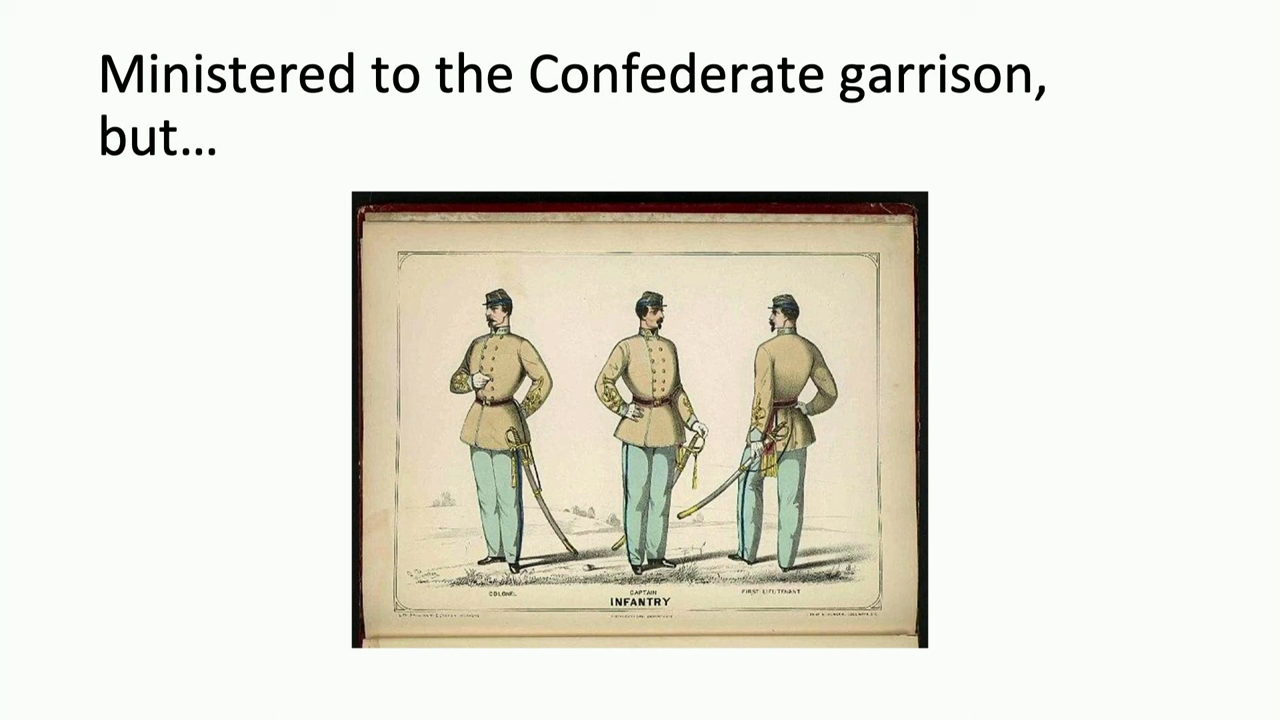 Ministered to the Confederate garrison,
but…
COLONEL
CAPTAIN
FIRST LIEUTENANT
INFANTRY